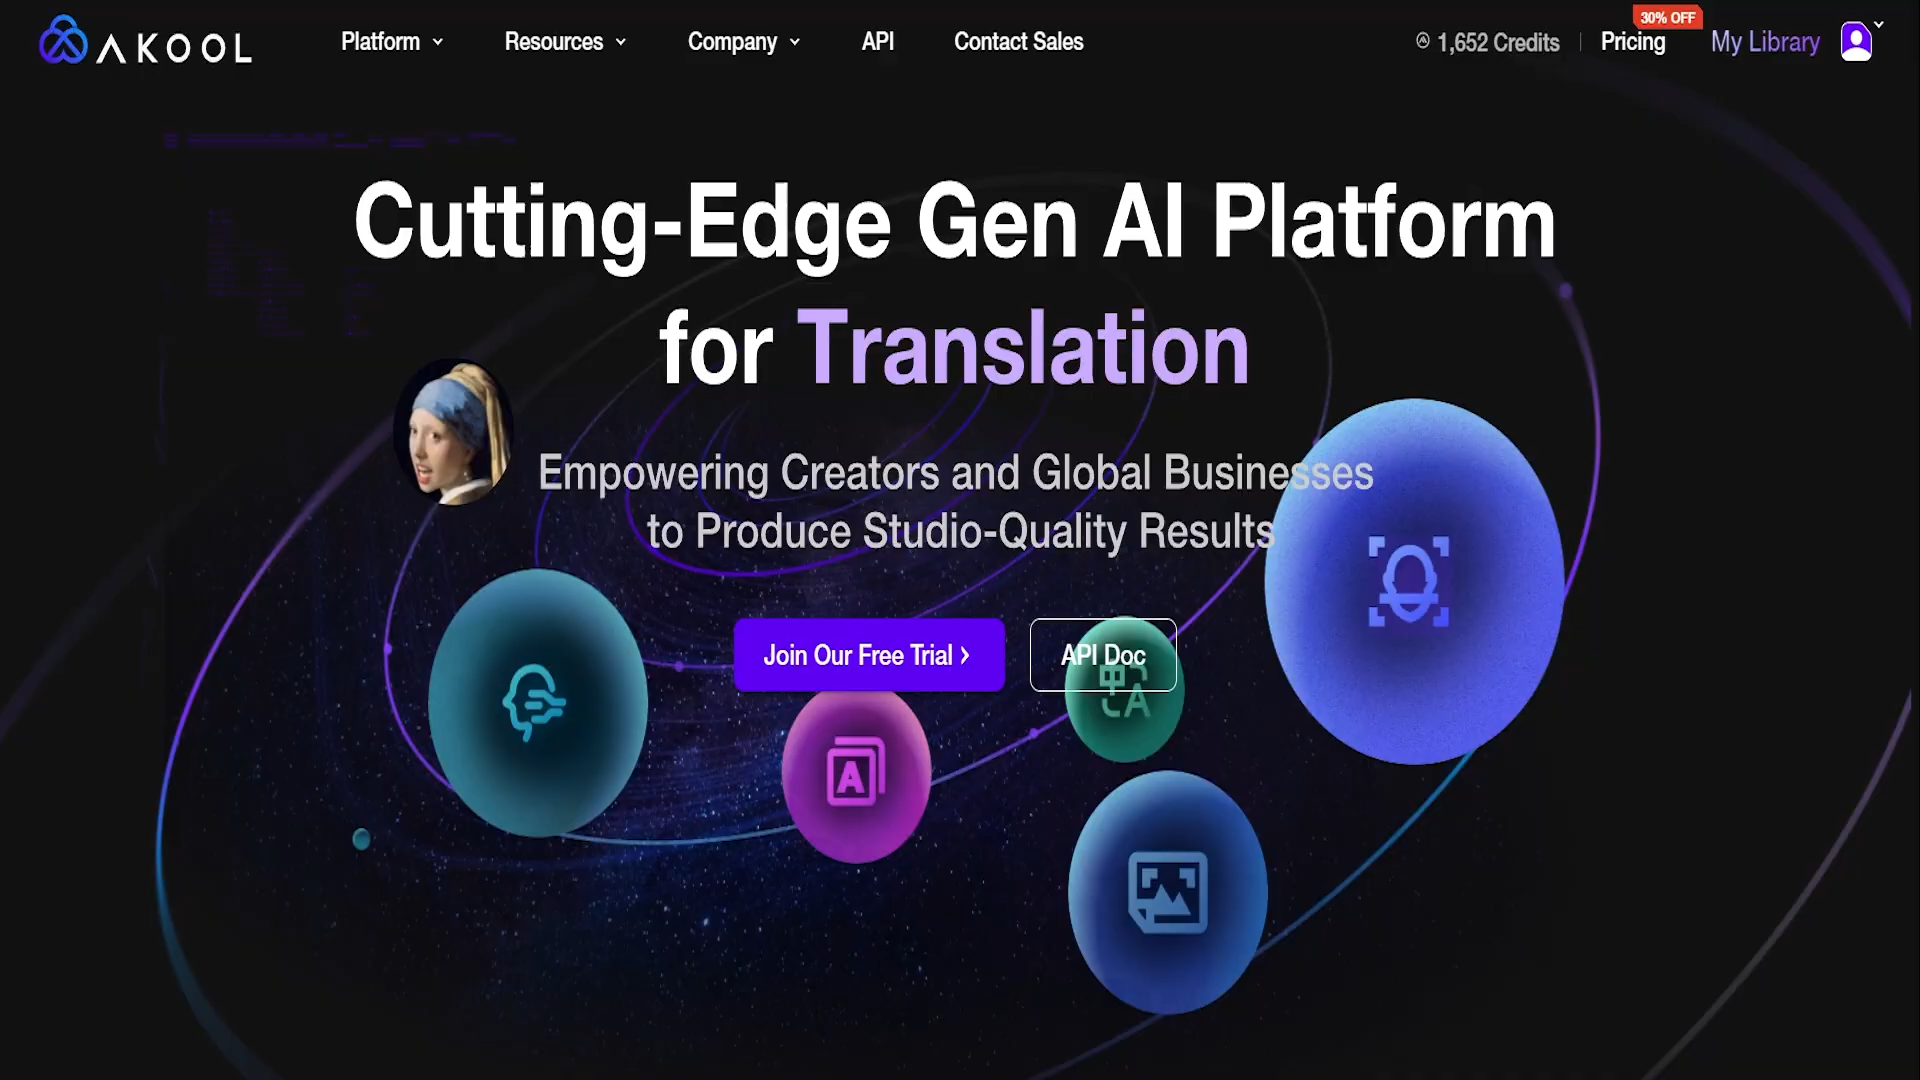 AKOOL
Platform
Resources
Company
API
Contact Sales
1,652 Credits
Pricing
30% OFF
My Library
Cutting-Edge Gen AI Platform
for Translation
Empowering Creators and Global Businesses
to Produce Studio-Quality Results
Join Our Free Trial ›
API Doc
A
A